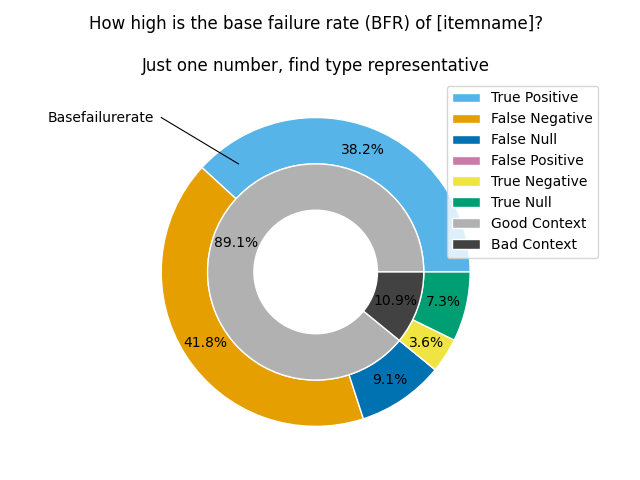 How high is the base failure rate (BFR) of [itemname]?
Just one number, find type representative
Basefailurerate
True Positive
False Negative
False Null
False Positive
True Negative
True Null
Good Context
Bad Context
38.2%
89.1%
10.9%
7.3%
41.8%
3.6%
9.1%